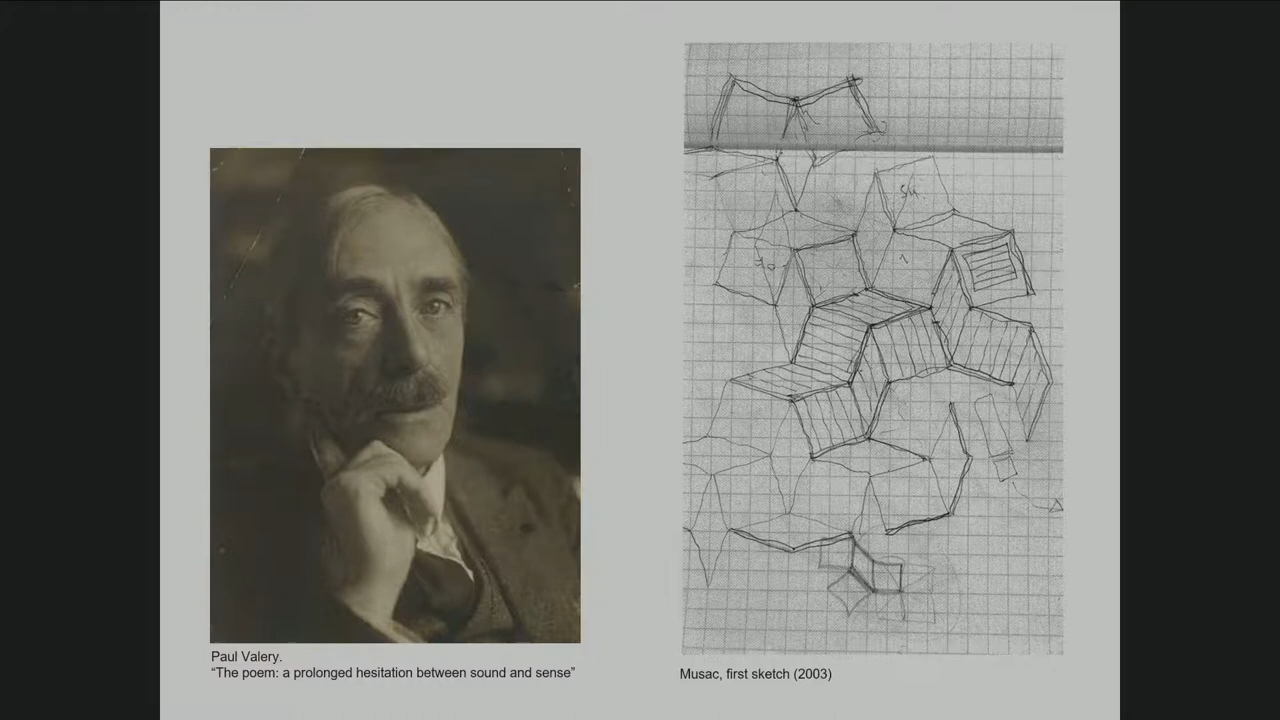 Paul Valery.
“The poem: a prolonged hesitation between sound and sense”
Musac, first sketch (2003)